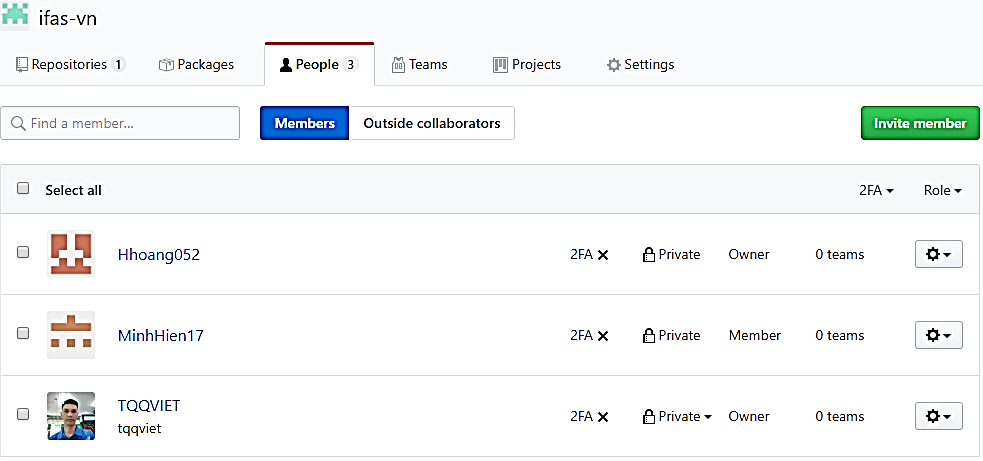 ifas-vn
Repositories 1 Packages People 3 Teams Projects Settings
Find a member... Members Outside collaborators Invite member
Select all 2FA Role
Hhoang052 2FA Private Owner 0 teams
MinhHien17 2FA Private Member 0 teams
TQQVIET
tqqviet
2FA Private Owner 0 teams